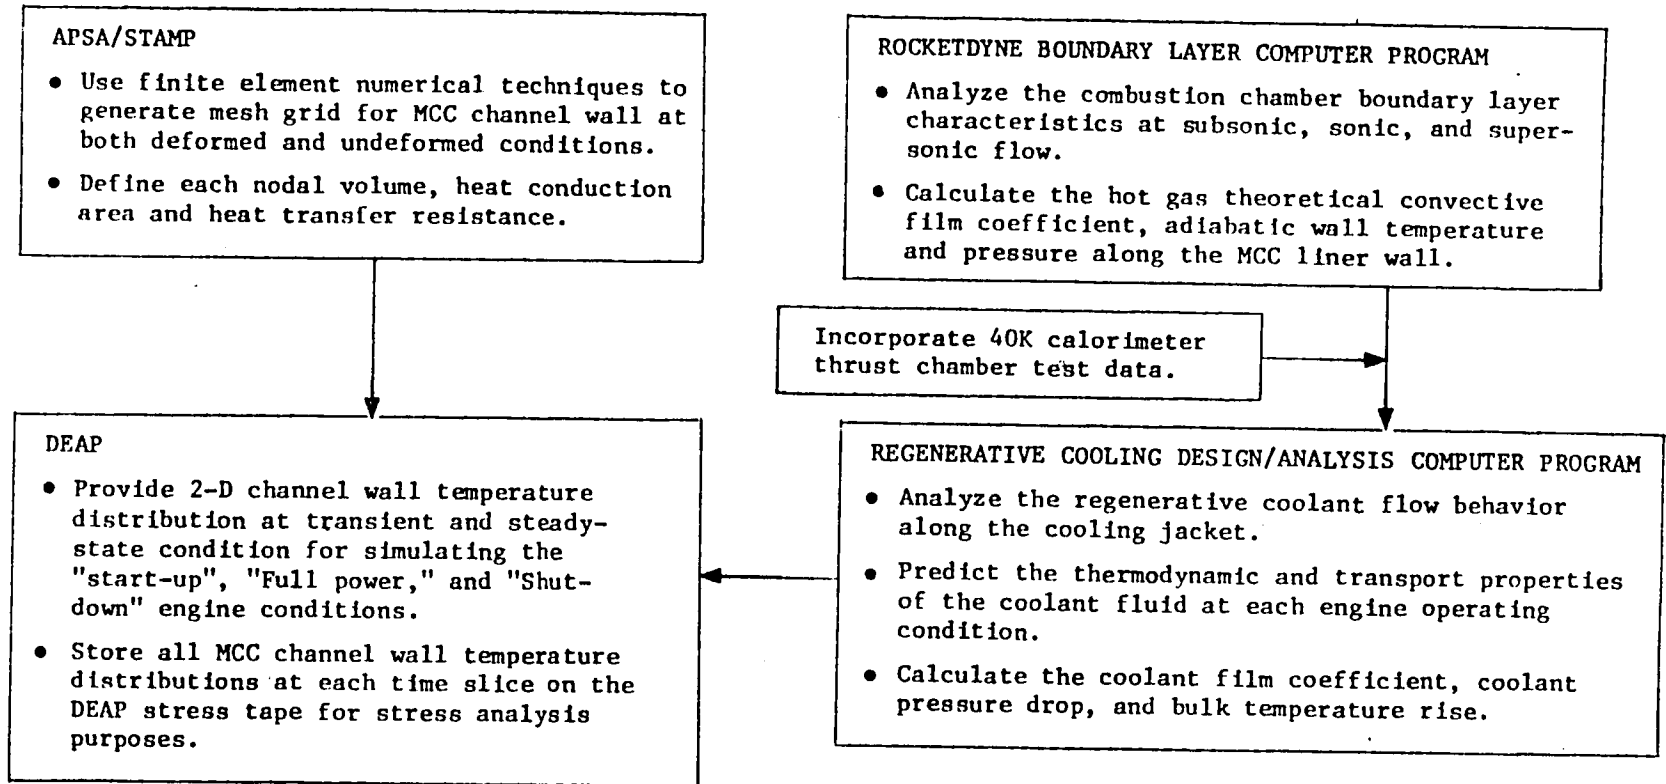 APSA/STAMP
• Use finite element numerical techniques to
generate mesh grid for MCC channel wall at
both deformed and undeformed conditions.
• Define each nodal volume, heat conduction
area and heat transfer resistance.
ROCKETDYNE BOUNDARY LAYER COMPUTER PROGRAM
• Analyze the combustion chamber boundary layer
characteristics at subsonic, sonic, and super-
sonic flow.
• Calculate the hot gas theoretical convective
film coefficient, adiabatic wall temperature
and pressure along the MCC liner wall.
Incorporate 40K calorimeter
thrust chamber test data.
DEAP
• Provide 2-D channel wall temperature
distribution at transient and steady-
state condition for simulating the
"start-up", "Full power," and "Shut-
down" engine conditions.
• Store all MCC channel wall temperature
distributions at each time slice on the
DEAP stress tape for stress analysis
purposes.
REGENERATIVE COOLING DESIGN/ANALYSIS COMPUTER PROGRAM
• Analyze the regenerative coolant flow behavior
along the cooling jacket.
• Predict the thermodynamic and transport properties
of the coolant fluid at each engine operating
condition.
• Calculate the coolant film coefficient, coolant
pressure drop, and bulk temperature rise.